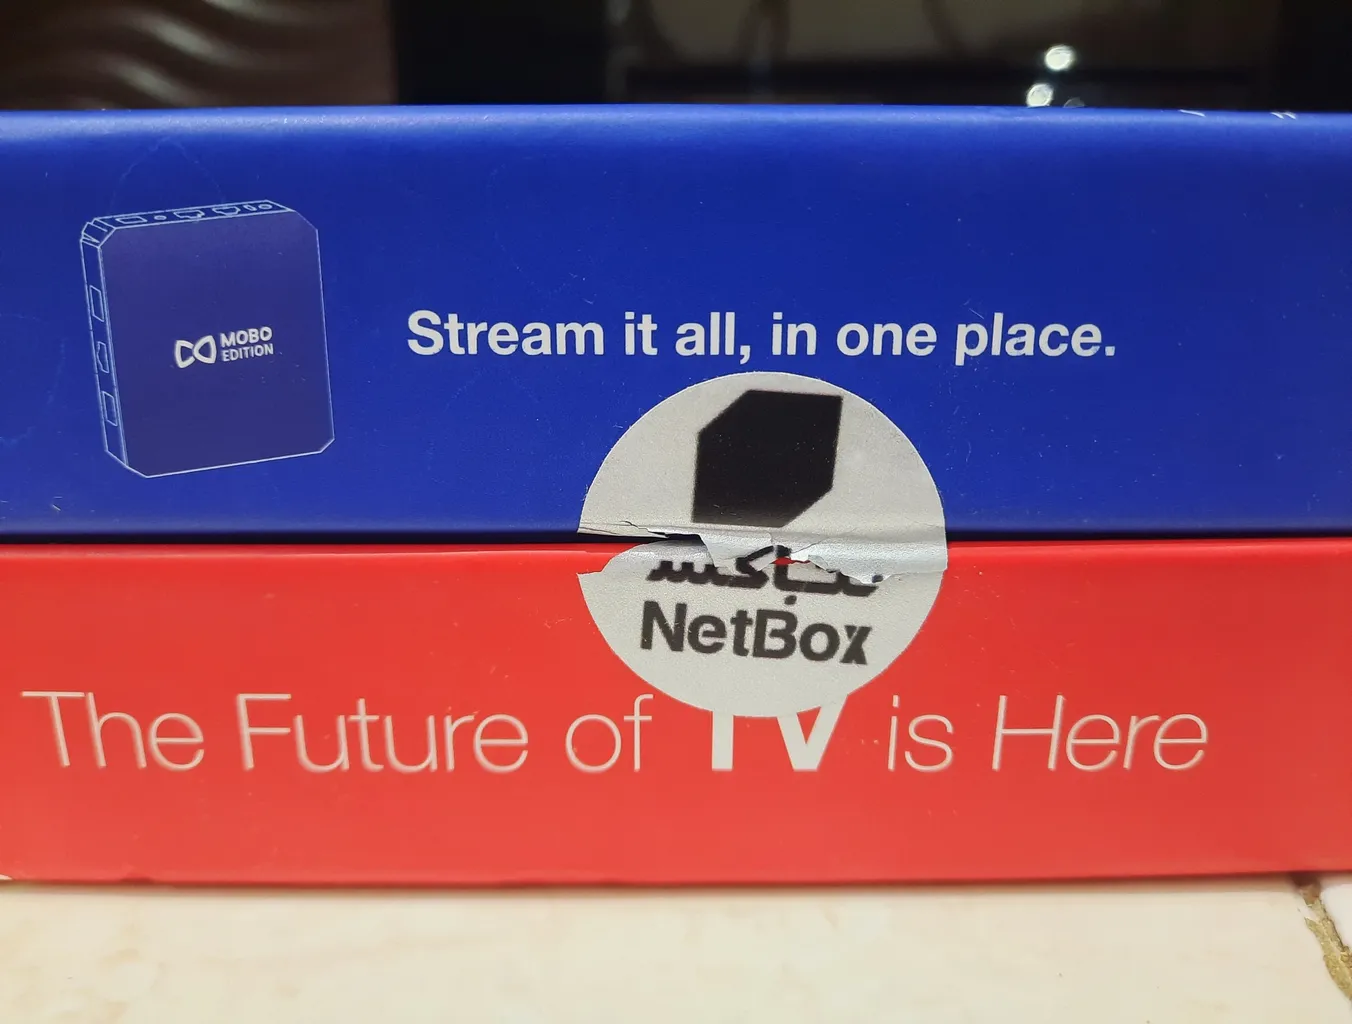 MOBO
EDITION
Stream it all, in one place.
NetBox
The Future of TV is Here